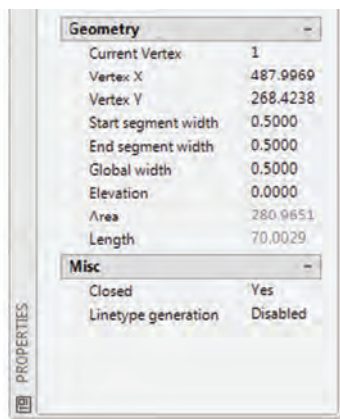 Geometry
Current Vertex 1
Vertex X 487.9969
Vertex Y 268.4238
Start segment width 0.5000
End segment width 0.5000
Global width 0.5000
Elevation 0.0000
Area 280.9651
Length 70.0029
Misc
Closed Yes
Linetype generation Disabled
PROPERTIES